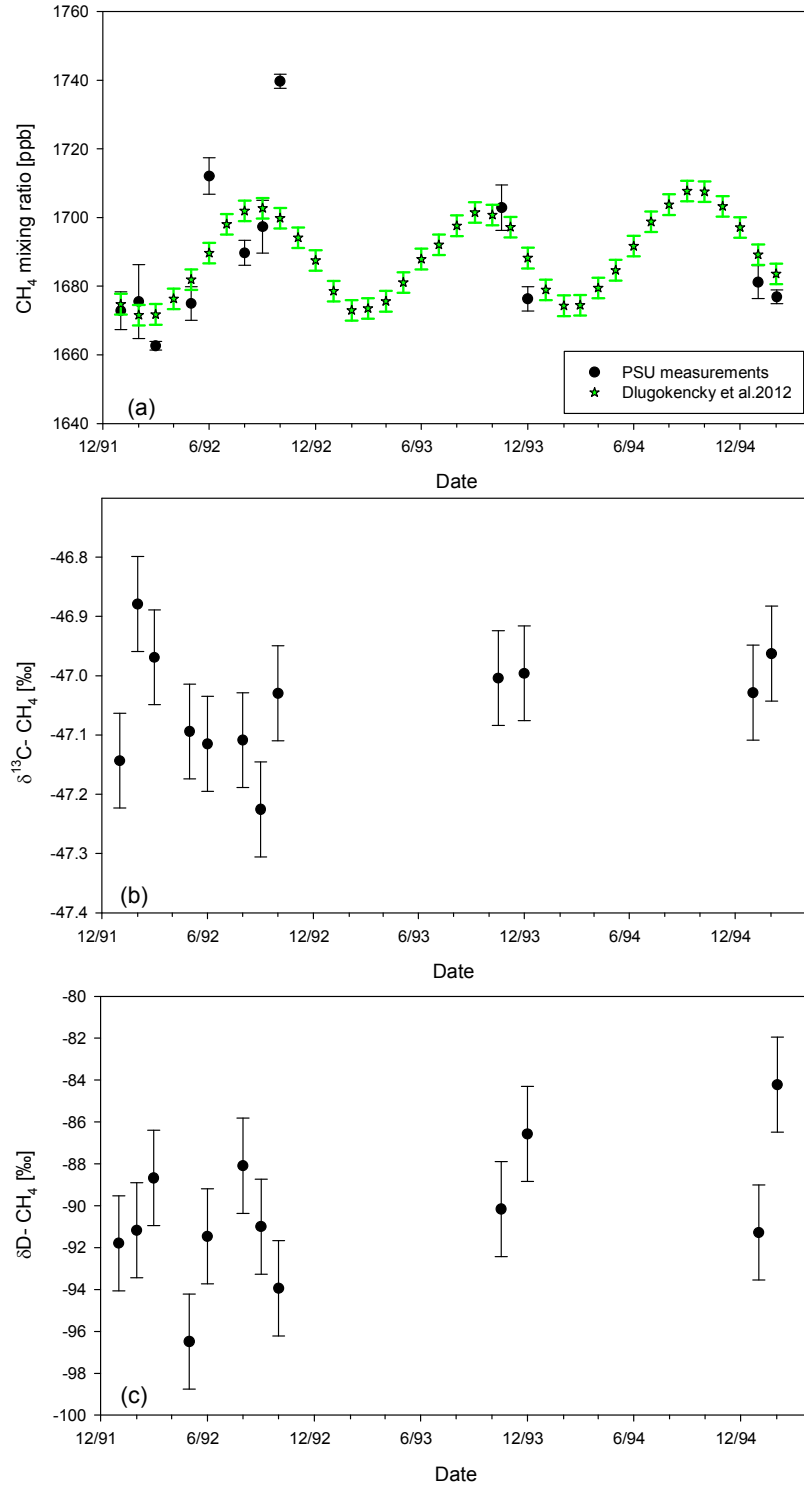 1760
1740
1720
1700
1680
1660
1640
CH4 mixing ratio [ppb]
(a)
PSU measurements
Dlugokencky et al.2012
12/91 6/92 12/92 6/93 12/93 6/94 12/94
Date
-46.8
-46.9
-47.0
-47.1
-47.2
-47.3
-47.4
δ13C- CH4 [‰]
(b)
12/91 6/92 12/92 6/93 12/93 6/94 12/94
Date
-80
-82
-84
-86
-88
-90
-92
-94
-96
-98
-100
δD- CH4 [‰]
(c)
12/91 6/92 12/92 6/93 12/93 6/94 12/94
Date